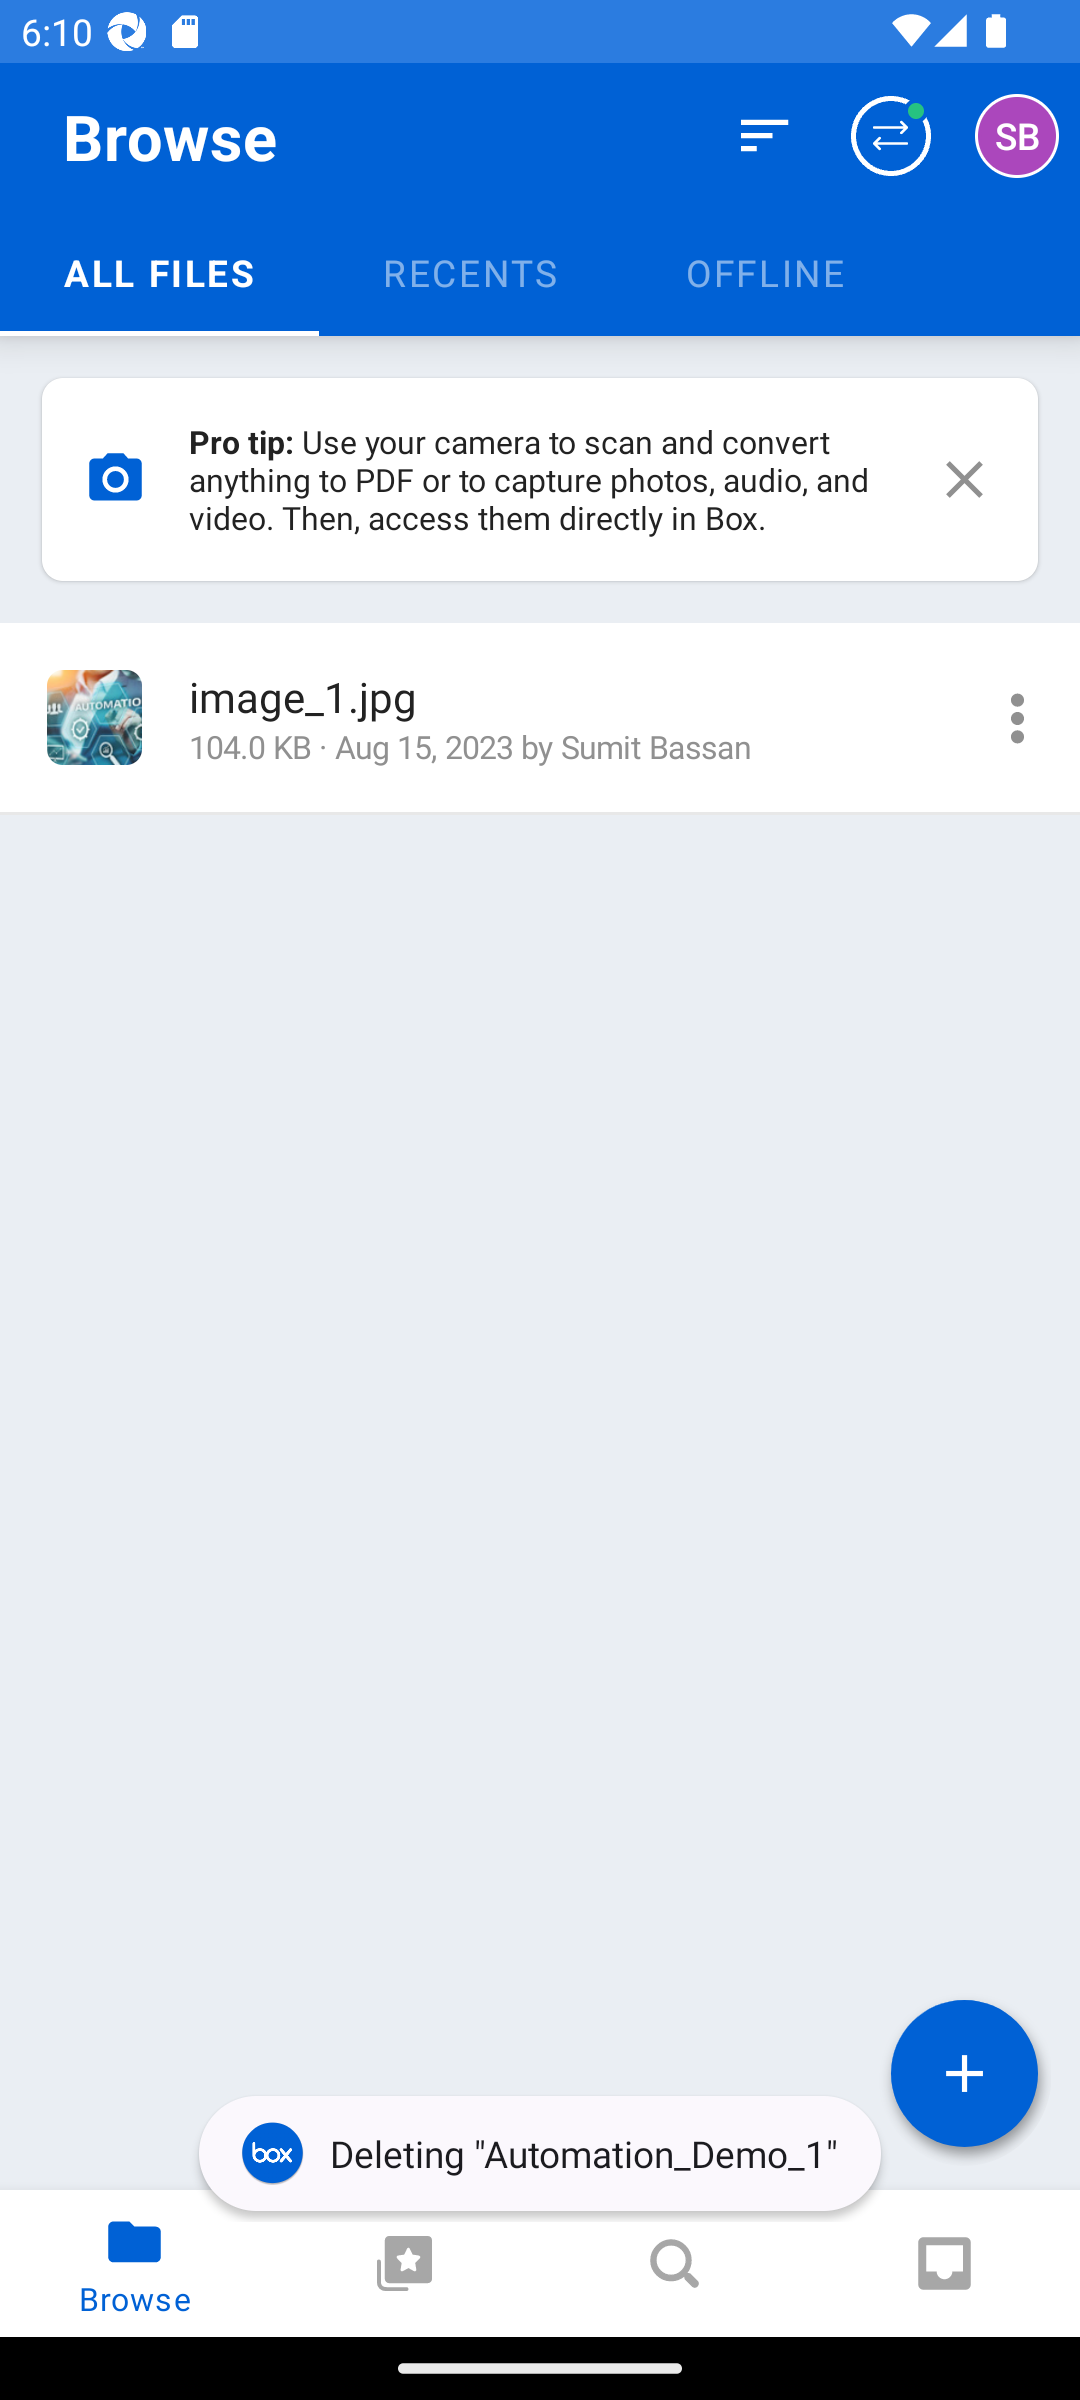 6:10
Browse
SB
ALL FILES
RECENTS
OFFLINE
Pro tip: Use your camera to scan and convert
anything to PDF or to capture photos, audio, and
video. Then, access them directly in Box.
AUTOMATIO
image_1.jpg
104.0 KB · Aug 15, 2023 by Sumit Bassan
box
Deleting "Automation_Demo_1"
Browse